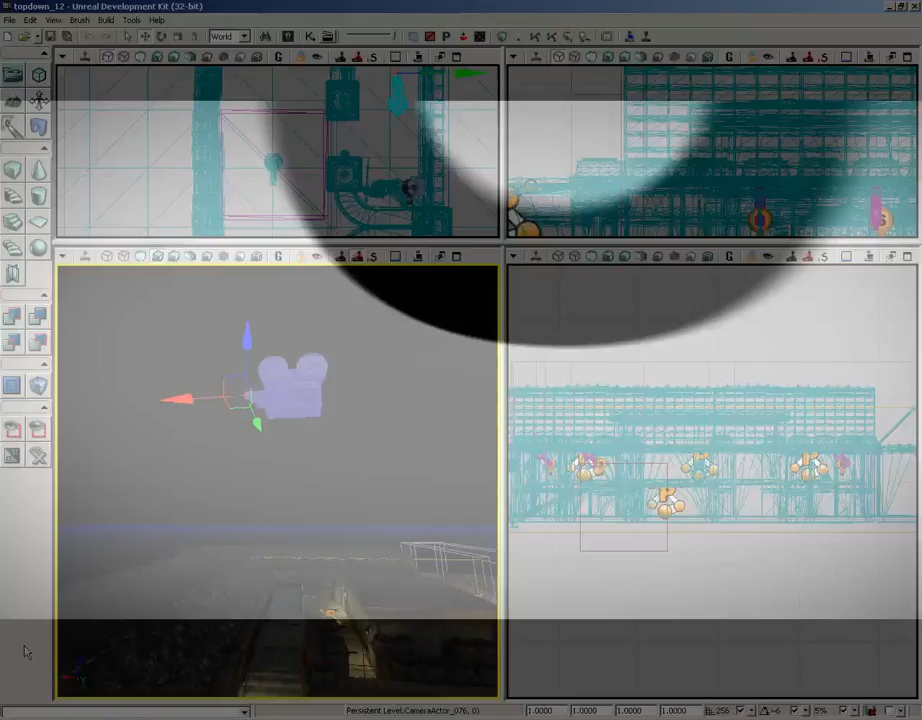 topdown_12 - Unreal Development Kit (32-bit)
File Edit View Brush Build Tools Help
World
G
S
G
G
P
Persistent Level.CameraActor_076, 0)
1.0000
1.0000
1.0000
1.0000
256
5%